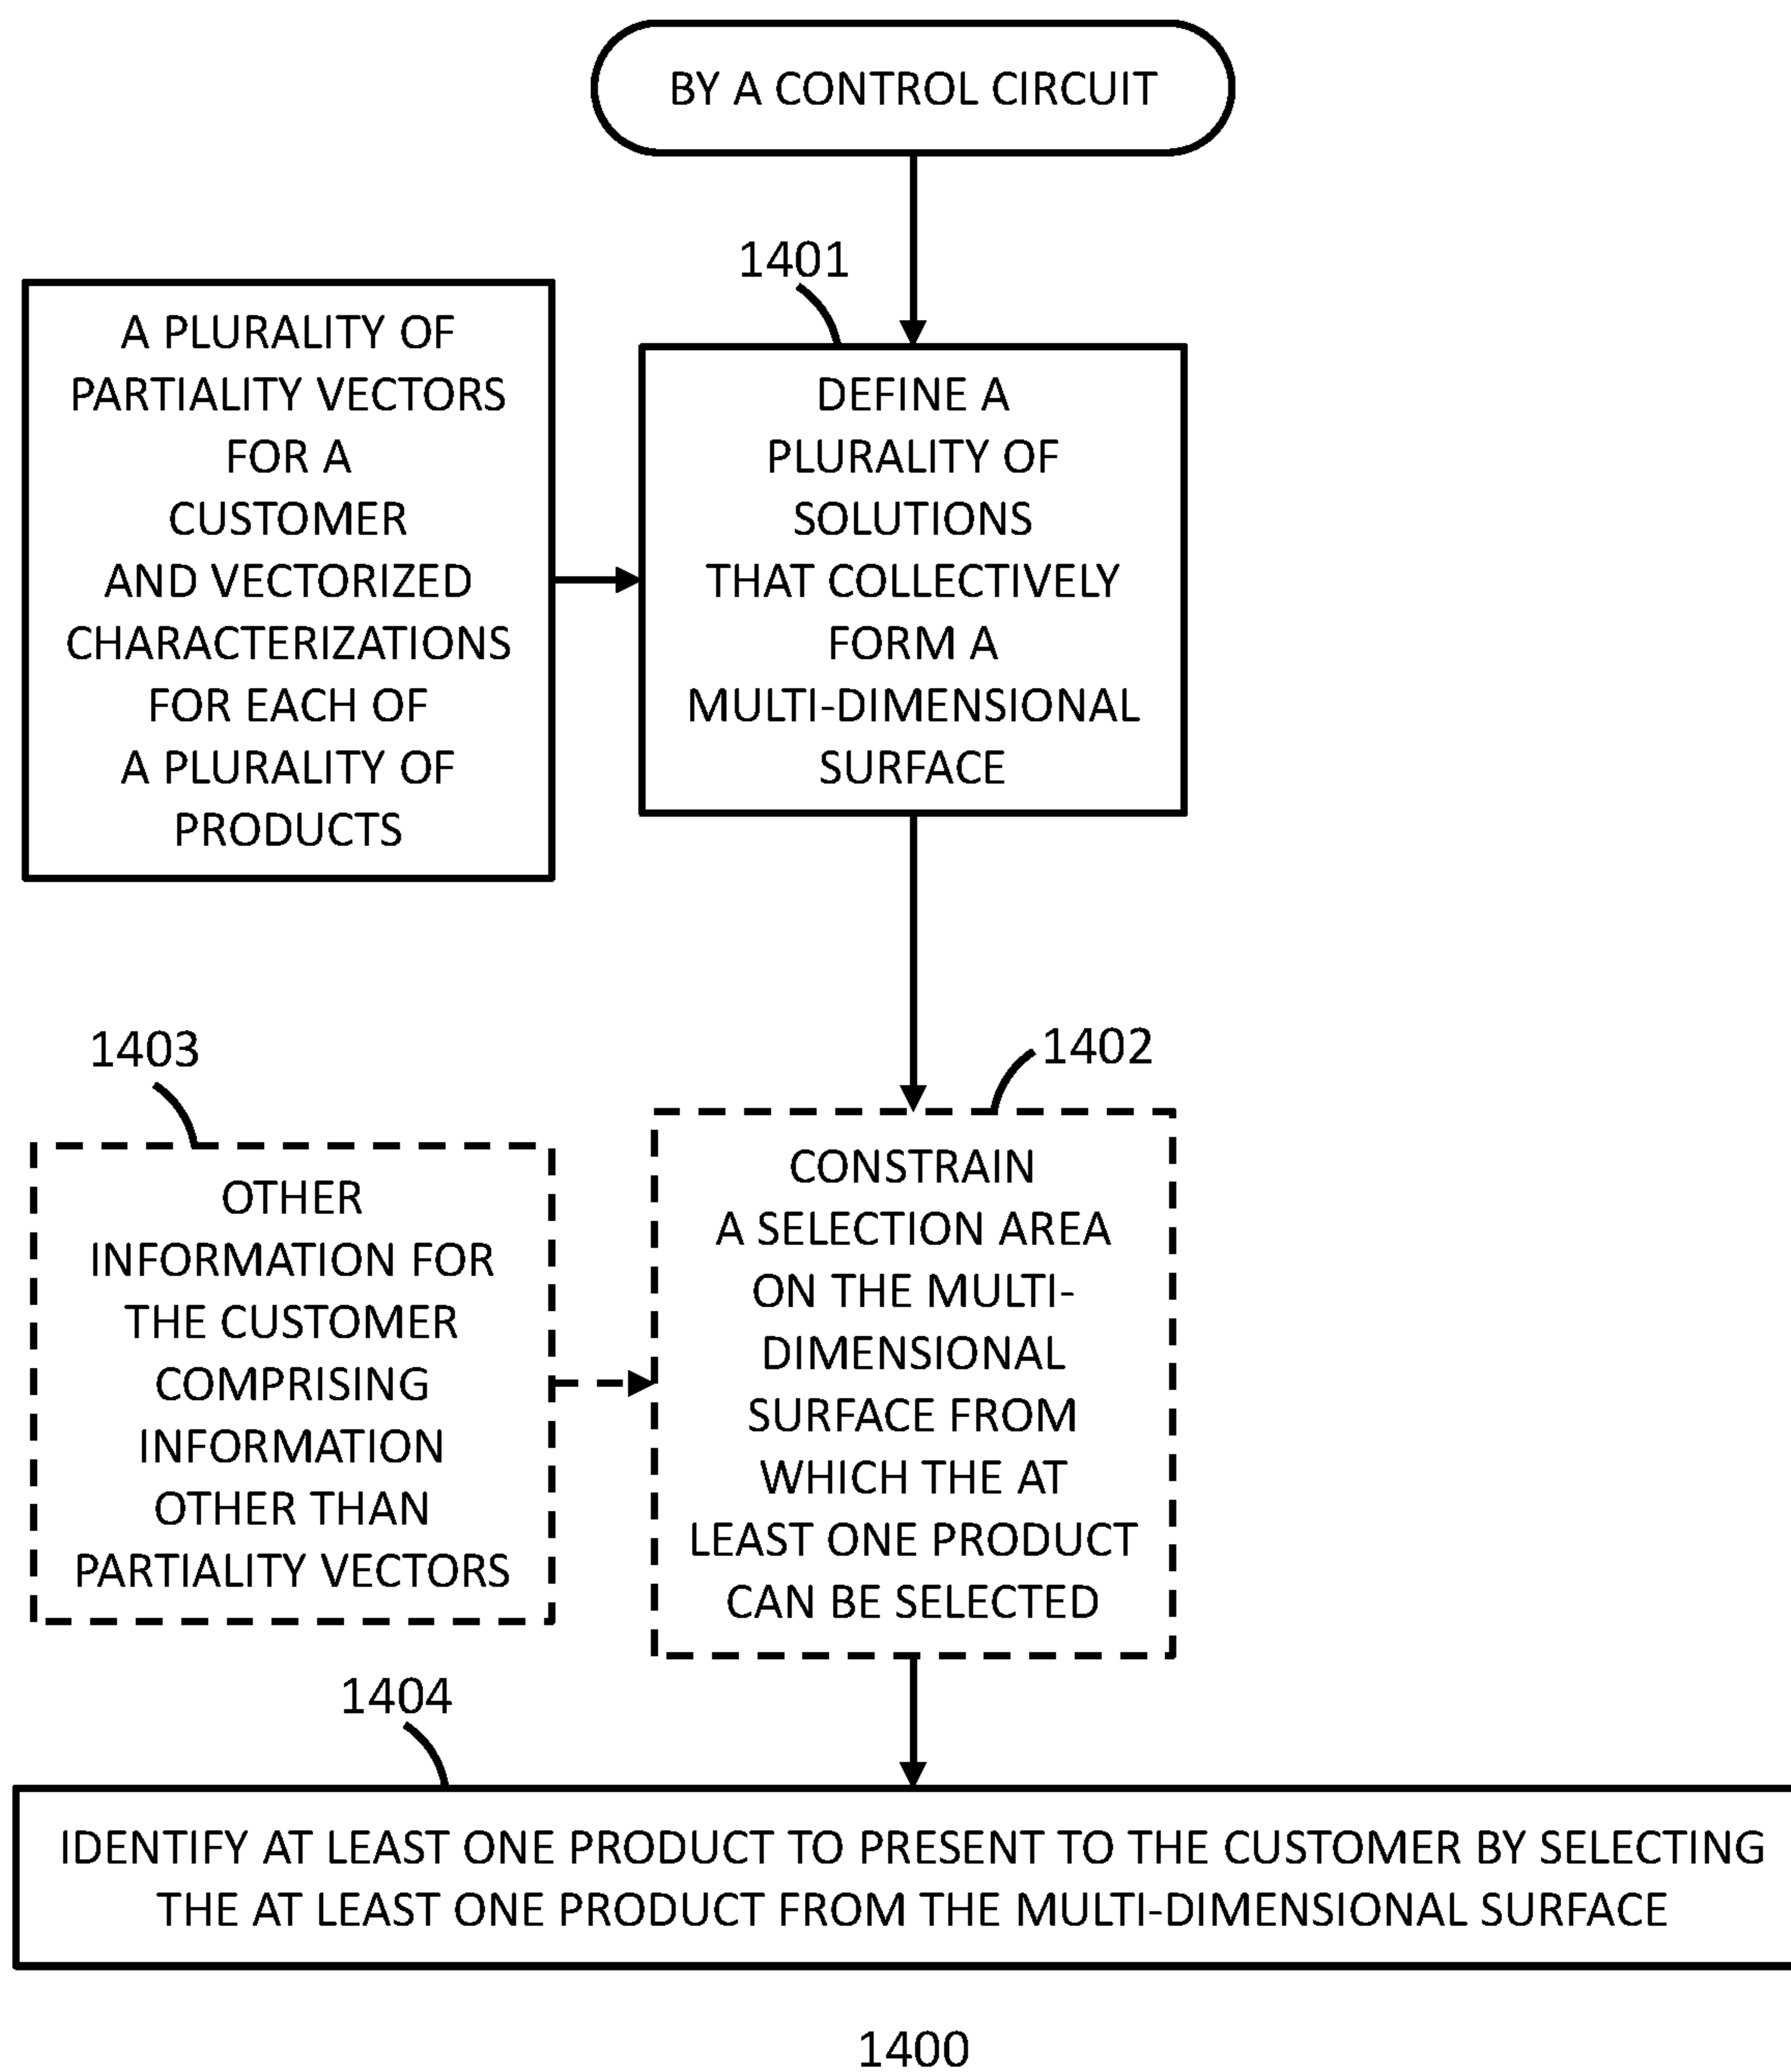 BY A CONTROL CIRCUIT
1401
A PLURALITY OF
PARTIALITY VECTORS
FOR A
CUSTOMER
AND VECTORIZED
CHARACTERIZATIONS
FOR EACH OF
A PLURALITY OF
PRODUCTS
DEFINE A
PLURALITY OF
SOLUTIONS
THAT COLLECTIVELY
FORM A
MULTI-DIMENSIONAL
SURFACE
1403
1402
OTHER
INFORMATION FOR
THE CUSTOMER
COMPRISING
INFORMATION
OTHER THAN
PARTIALITY VECTORS
CONSTRAIN
A SELECTION AREA
ON THE MULTI-
DIMENSIONAL
SURFACE FROM
WHICH THE AT
LEAST ONE PRODUCT
CAN BE SELECTED
1404
IDENTIFY AT LEAST ONE PRODUCT TO PRESENT TO THE CUSTOMER BY SELECTING
THE AT LEAST ONE PRODUCT FROM THE MULTI-DIMENSIONAL SURFACE
1400